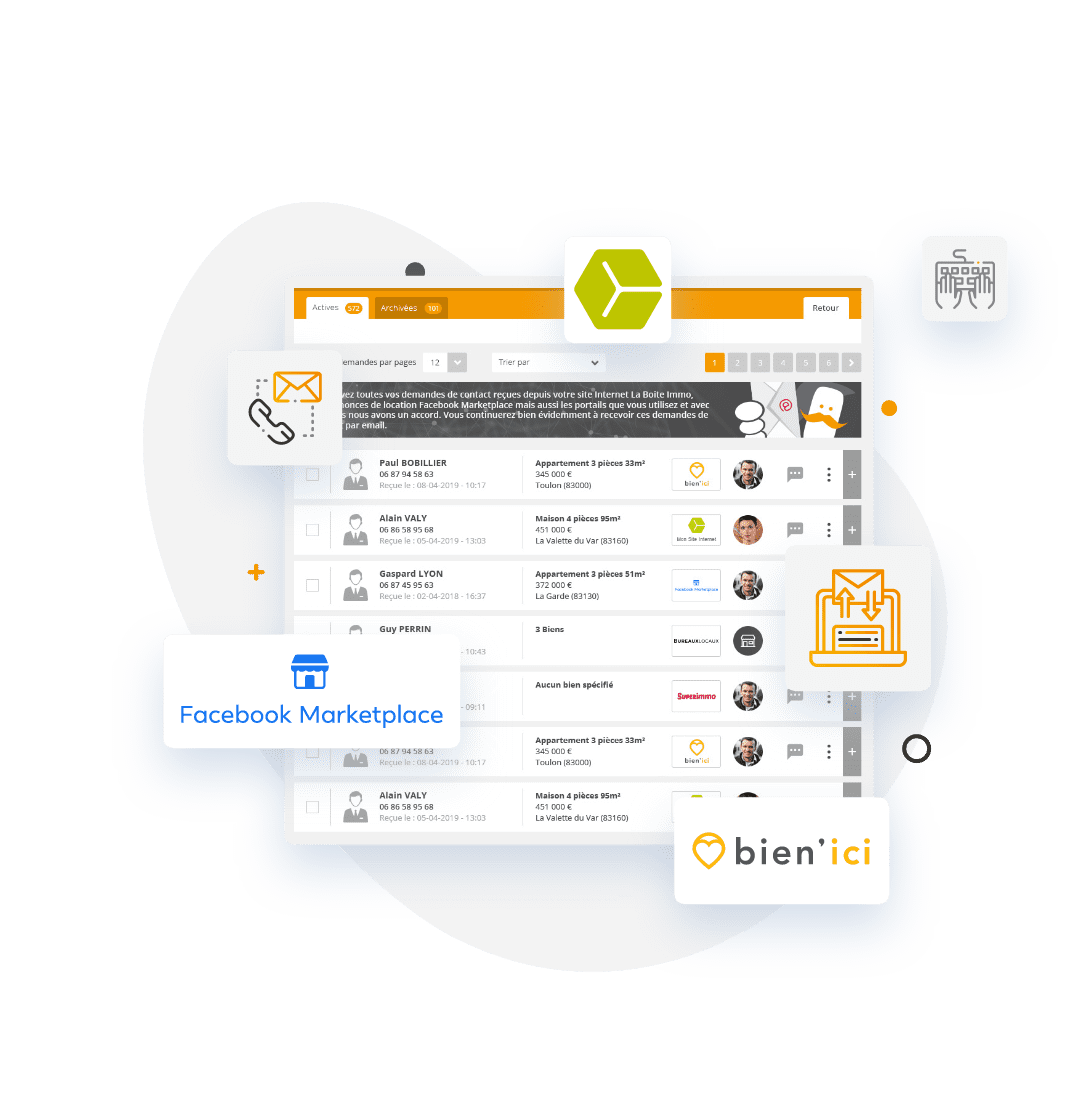 Actives 572 Archivées 101 Retour
demandes par pages 12 Trier par 1 2 3 4 5 6
vez toutes vos demandes de contact reçues depuis votre site Internet La Boite Immo,
nonces de location Facebook Marketplace mais aussi les portails que vous utilisez et avec
s nous avons un accord. Vous continuerez bien évidemment à recevoir ces demandes de
par email.
Paul BOBILLIER
06 87 94 58 63
Reçue le : 08-04-2019 - 10:17
Appartement 3 pièces 33m²
345 000 €
Toulon (83000)
bien'ici
Alain VALY
06 86 58 95 68
Reçue le : 05-04-2019 - 13:03
Maison 4 pièces 95m²
451 000 €
La Valette du Var (83160)
Mon Site Internet
Gaspard LYON
06 87 45 95 63
Reçue le : 02-04-2018 - 16:37
Appartement 3 pièces 51m²
372 000 €
La Garde (83130)
Facebook Marketplace
Guy PERRIN
- 10:43
3 Biens
BUREAUXLOCAUX
- 09:11
Aucun bien spécifié
Superimmo
Facebook Marketplace
06 87 94 58 63
Reçue le : 08-04-2019 - 10:17
Appartement 3 pièces 33m²
345 000 €
Toulon (83000)
bien'ici
Alain VALY
06 86 58 95 68
Reçue le : 05-04-2019 - 13:03
Maison 4 pièces 95m²
451 000 €
La Valette du Var (83160)
bien'ici